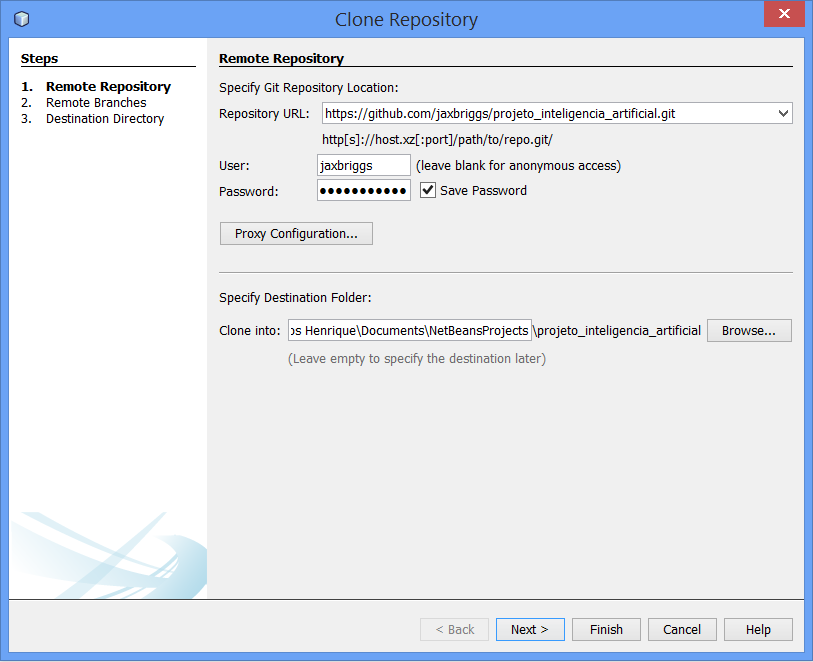 Clone Repository
Steps
1. Remote Repository
2. Remote Branches
3. Destination Directory
Remote Repository
Specify Git Repository Location:
Repository URL: https://github.com/jaxbriggs/projeto_inteligencia_artificial.git
http[s]://host.xz[:port]/path/to/repo.git/
User: jaxbriggs (leave blank for anonymous access)
Password: ●●●●●●●●●●● Save Password
Proxy Configuration...
Specify Destination Folder:
Clone into: os Henrique\Documents\NetBeansProjects \projeto_inteligencia_artificial Browse...
(Leave empty to specify the destination later)
< Back Next > Finish Cancel Help